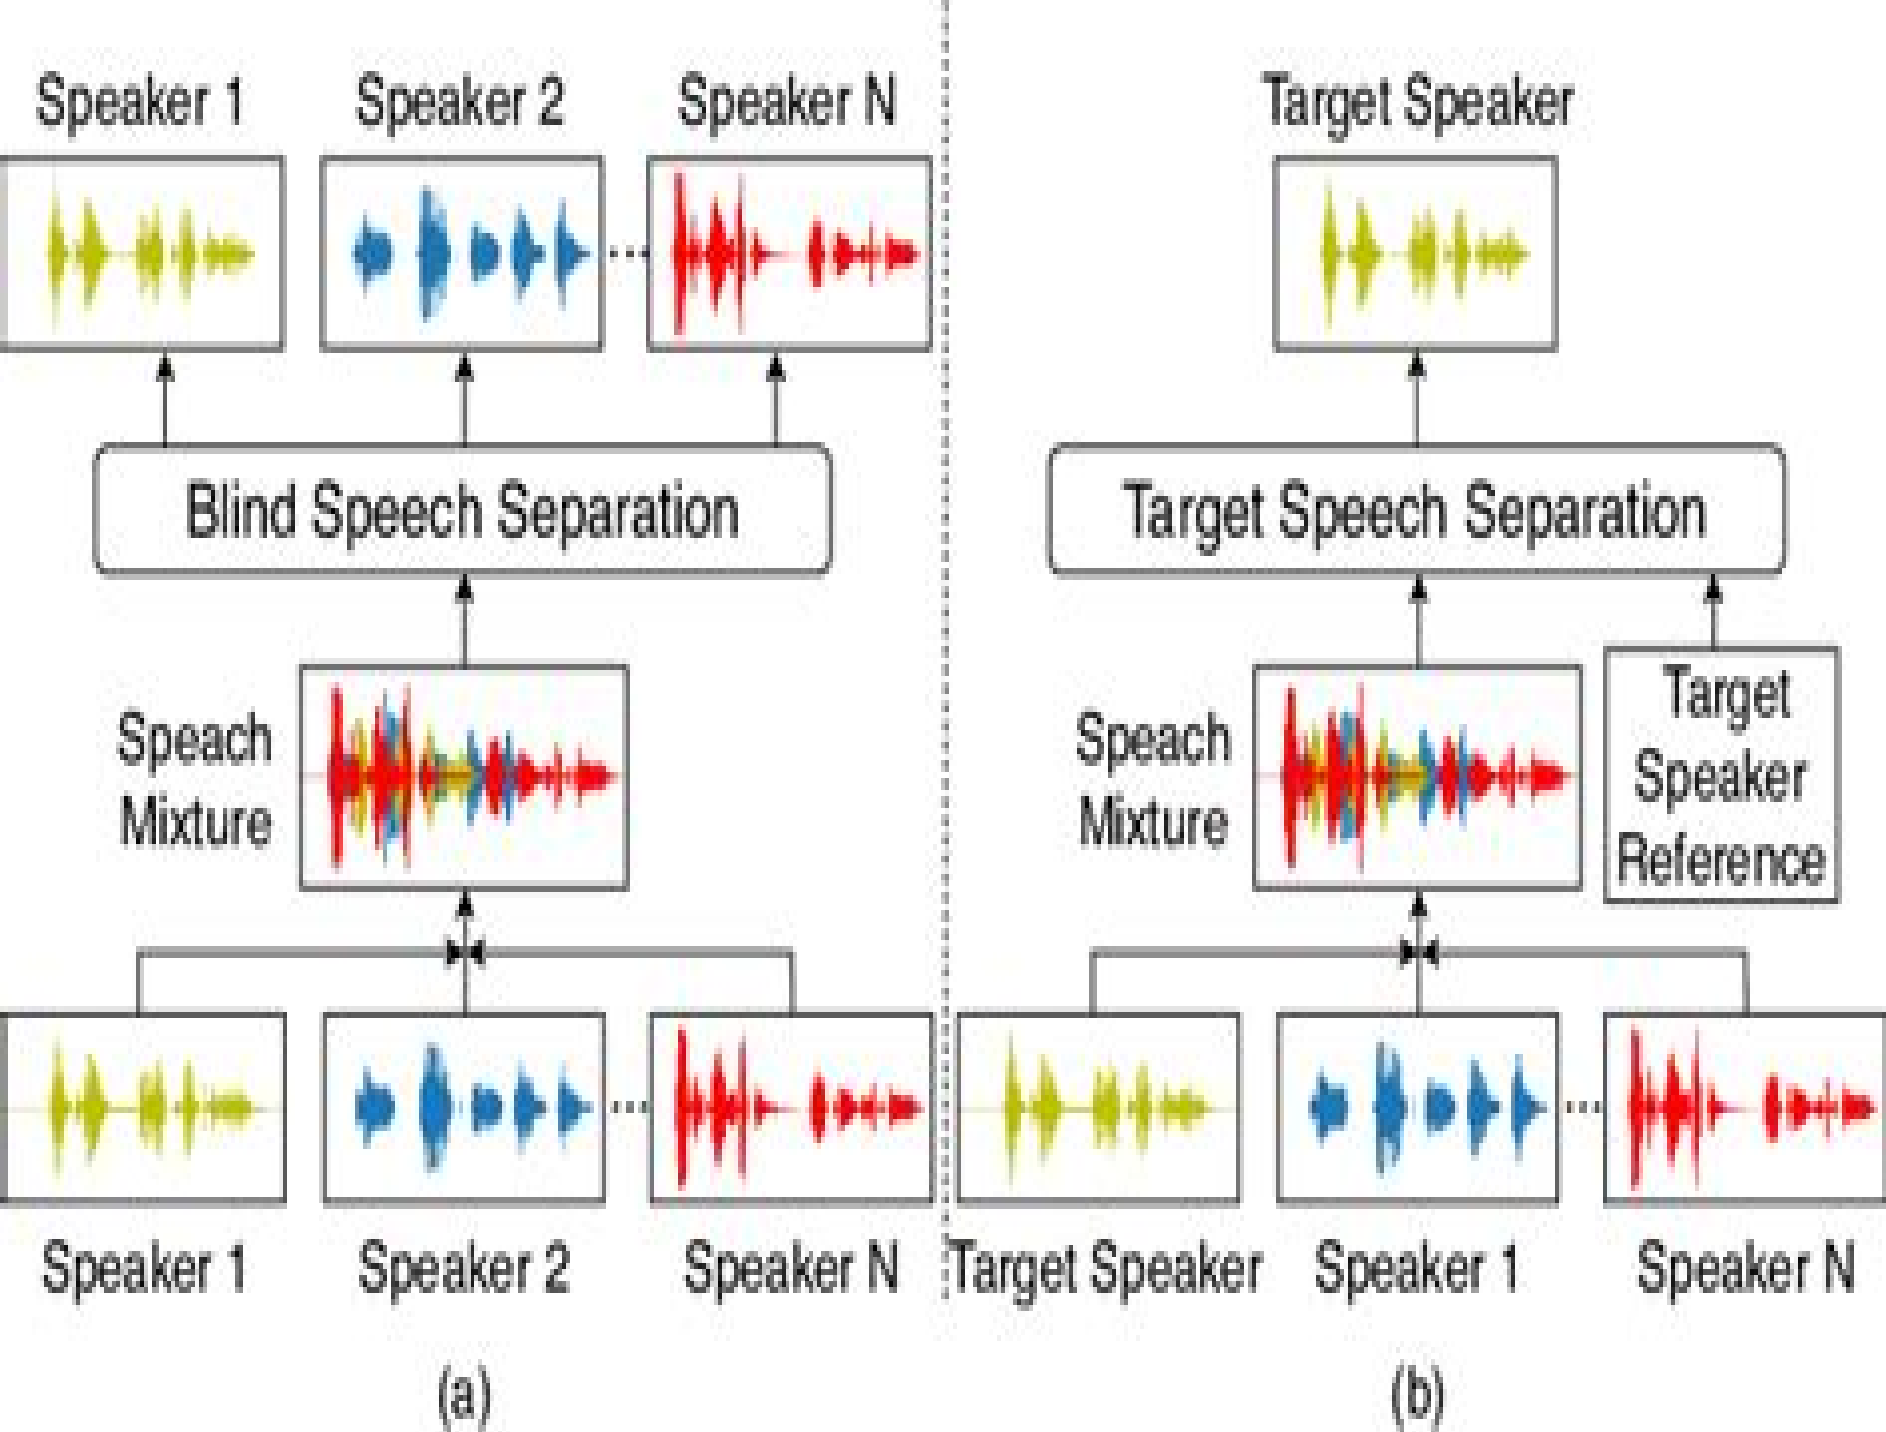 Speaker 1
Speaker 2
Speaker N
Blind Speech Separation
Speach
Mixture
Speaker 1
Speaker 2
Speaker N
(a)
Target Speaker
Target Speech Separation
Speach
Mixture
Target
Speaker
Reference
Target Speaker
Speaker 1
Speaker N
(b)